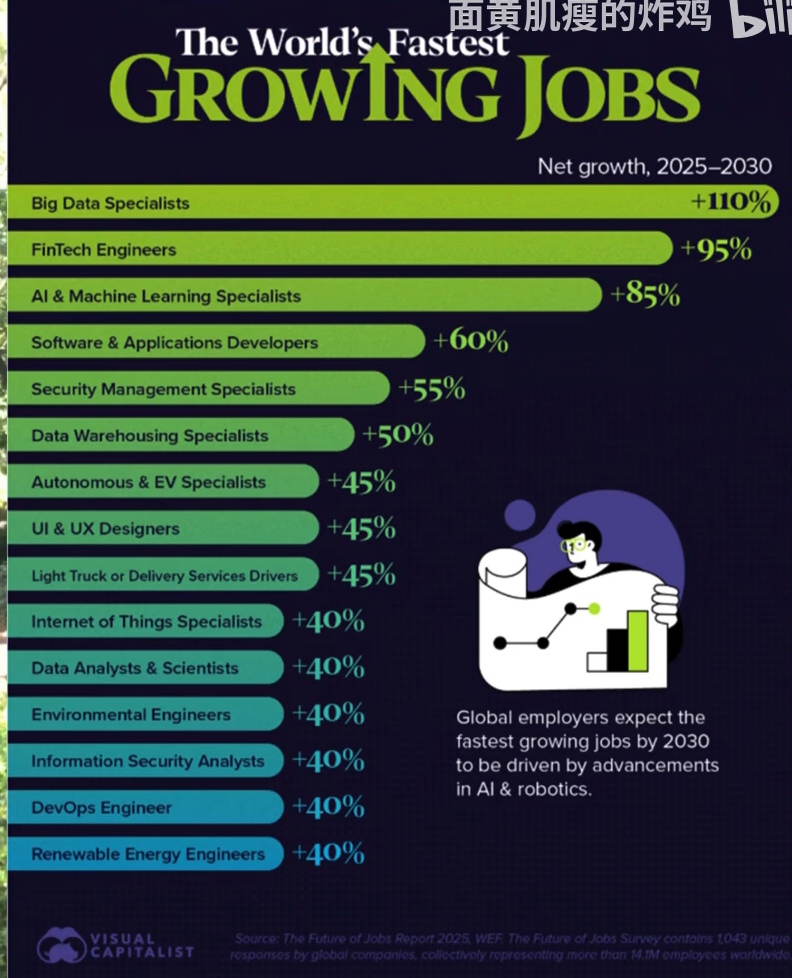 面黄肌瘦的炸鸡 bili
The World's Fastest
GROWING JOBS
Net growth, 2025–2030
Big Data Specialists +110%
FinTech Engineers +95%
AI & Machine Learning Specialists +85%
Software & Applications Developers +60%
Security Management Specialists +55%
Data Warehousing Specialists +50%
Autonomous & EV Specialists +45%
UI & UX Designers +45%
Light Truck or Delivery Services Drivers +45%
Internet of Things Specialists +40%
Data Analysts & Scientists +40%
Environmental Engineers +40%
Information Security Analysts +40%
DevOps Engineer +40%
Renewable Energy Engineers +40%
Global employers expect the
fastest growing jobs by 2030
to be driven by advancements
in AI & robotics.
VISUAL
CAPITALIST
Source: The Future of Jobs Report 2025, WEF. The Future of Jobs Survey contains 1,043 unique
responses by global companies, collectively representing more than 14.1M employees worldwide.